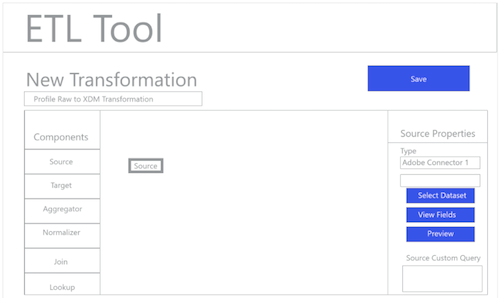 ETL Tool
New Transformation
Save
Profile Raw to XDM Transformation
Components
Source
Target
Aggregator
Normalizer
Join
Lookup
Source
Source Properties
Type
Adobe Connector 1
Select Dataset
View Fields
Preview
Source Custom Query